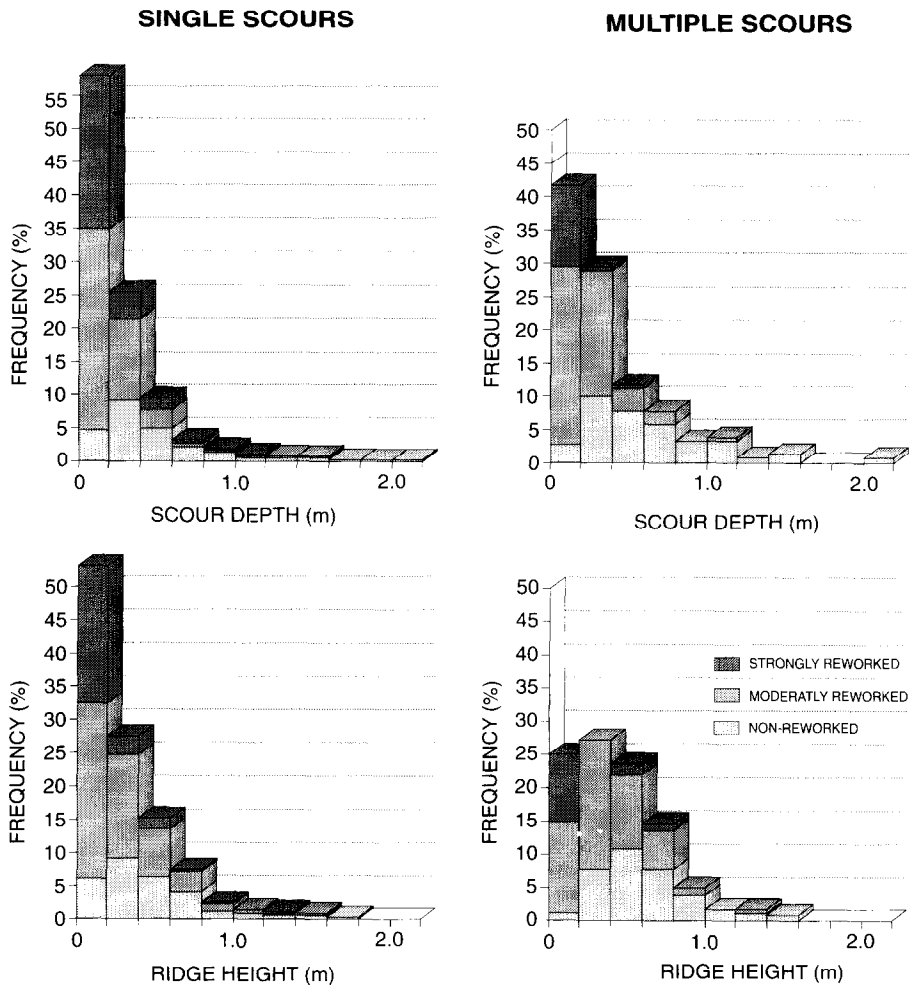 SINGLE SCOURS
MULTIPLE SCOURS
FREQUENCY (%)
55
50
45
40
35
30
25
20
15
10
5
0
0 1.0 2.0
SCOUR DEPTH (m)
FREQUENCY (%)
50
45
40
35
30
25
20
15
10
5
0
0 1.0 2.0
SCOUR DEPTH (m)
FREQUENCY (%)
50
45
40
35
30
25
20
15
10
5
0
0 1.0 2.0
RIDGE HEIGHT (m)
FREQUENCY (%)
50
45
40
35
30
25
20
15
10
5
0
STRONGLY REWORKED
MODERATLY REWORKED
NON-REWORKED
0 1.0 2.0
RIDGE HEIGHT (m)